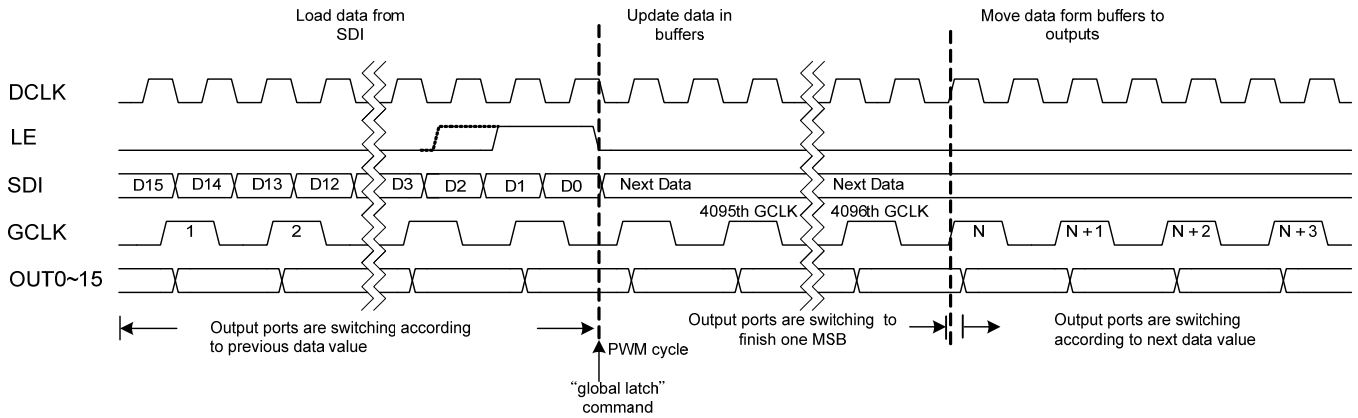 Load data from
SDI
Update data in
buffers
Move data form buffers to
outputs
DCLK
LE
SDI
D15 D14 D13 D12 D3 D2 D1 D0 Next Data Next Data
4095th GCLK 4096th GCLK
GCLK
1 2 N N+1 N+2 N+3
OUT0~15
Output ports are switching according
to previous data value
Output ports are switching to
finish one MSB
Output ports are switching
according to next data value
PWM cycle
“global latch”
command